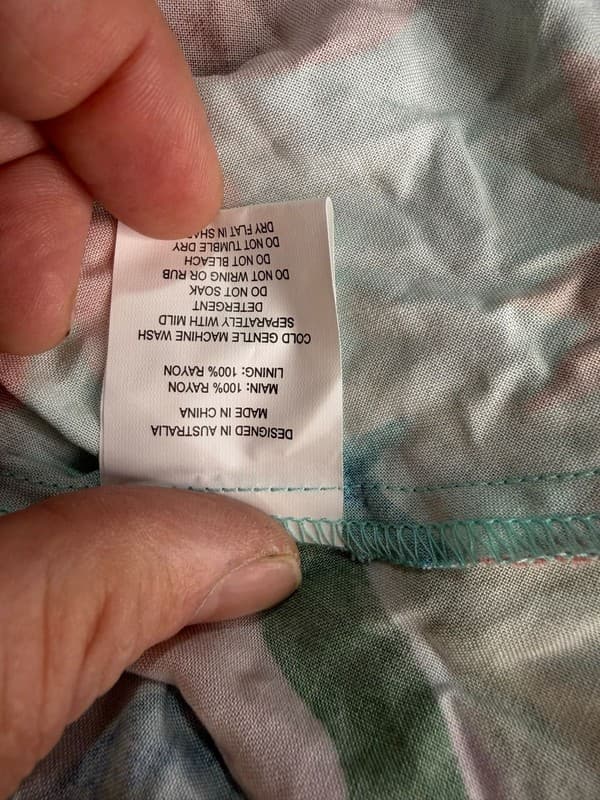 DESIGNED IN AUSTRALIA
MADE IN CHINA
MAIN: 100% RAYON
LINING: 100% RAYON
COLD GENTLE MACHINE WASH
SEPARATELY WITH MILD
DETERGENT
DO NOT SOAK
DO NOT WRING OR RUB
DO NOT BLEACH
DO NOT TUMBLE DRY
DRY FLAT IN